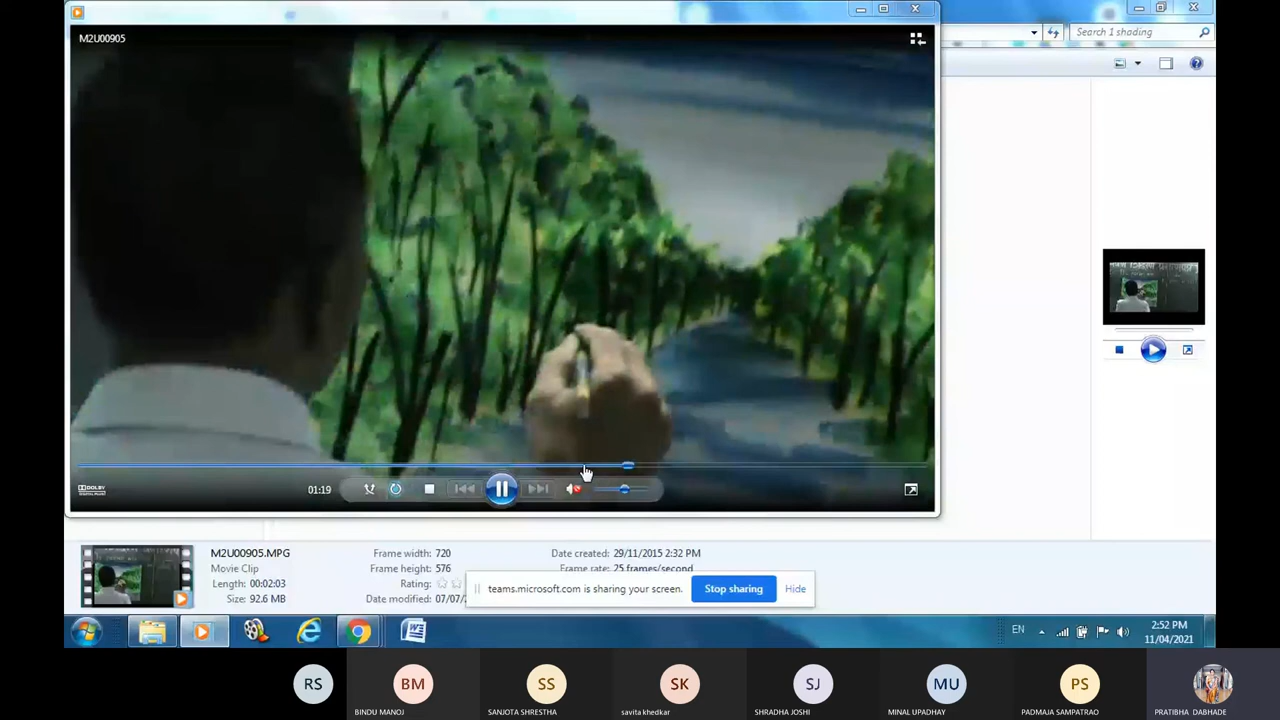 M2U00905
Search 1 shading
DOLBY
DIGITAL PLUS
01:19
M2U00905.MPG
Movie Clip
Length: 00:02:03
Size: 92.6 MB
Frame width: 720
Frame height: 576
Rating:
Date modified: 07/07/
Date created: 29/11/2015 2:32 PM
Frame rate: 25 frames/second
teams.microsoft.com is sharing your screen.
Stop sharing
Hide
EN
2:52 PM
11/04/2021
RS
BM
BINDU MANOJ
SS
SANJOTA SHRESTHA
SK
savita khedkar
SJ
SHRADHA JOSHI
MU
MINAL UPADHAY
PS
PADMAJA SAMPATRAO
PRATIBHA DABHADE